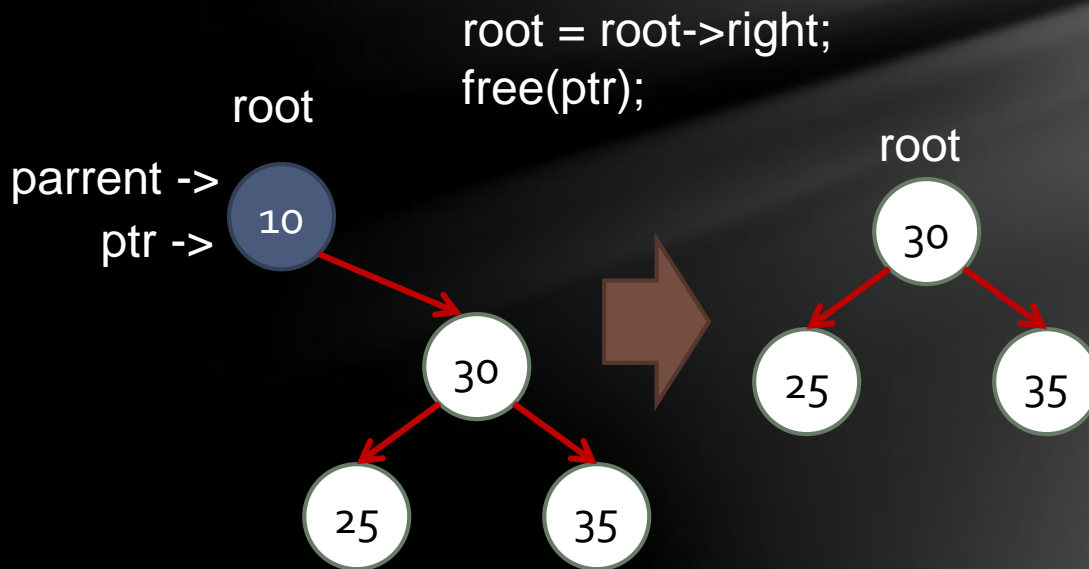 root = root->right;
free(ptr);
root
parrent ->
ptr ->
10
30
25
35
root
30
25
35